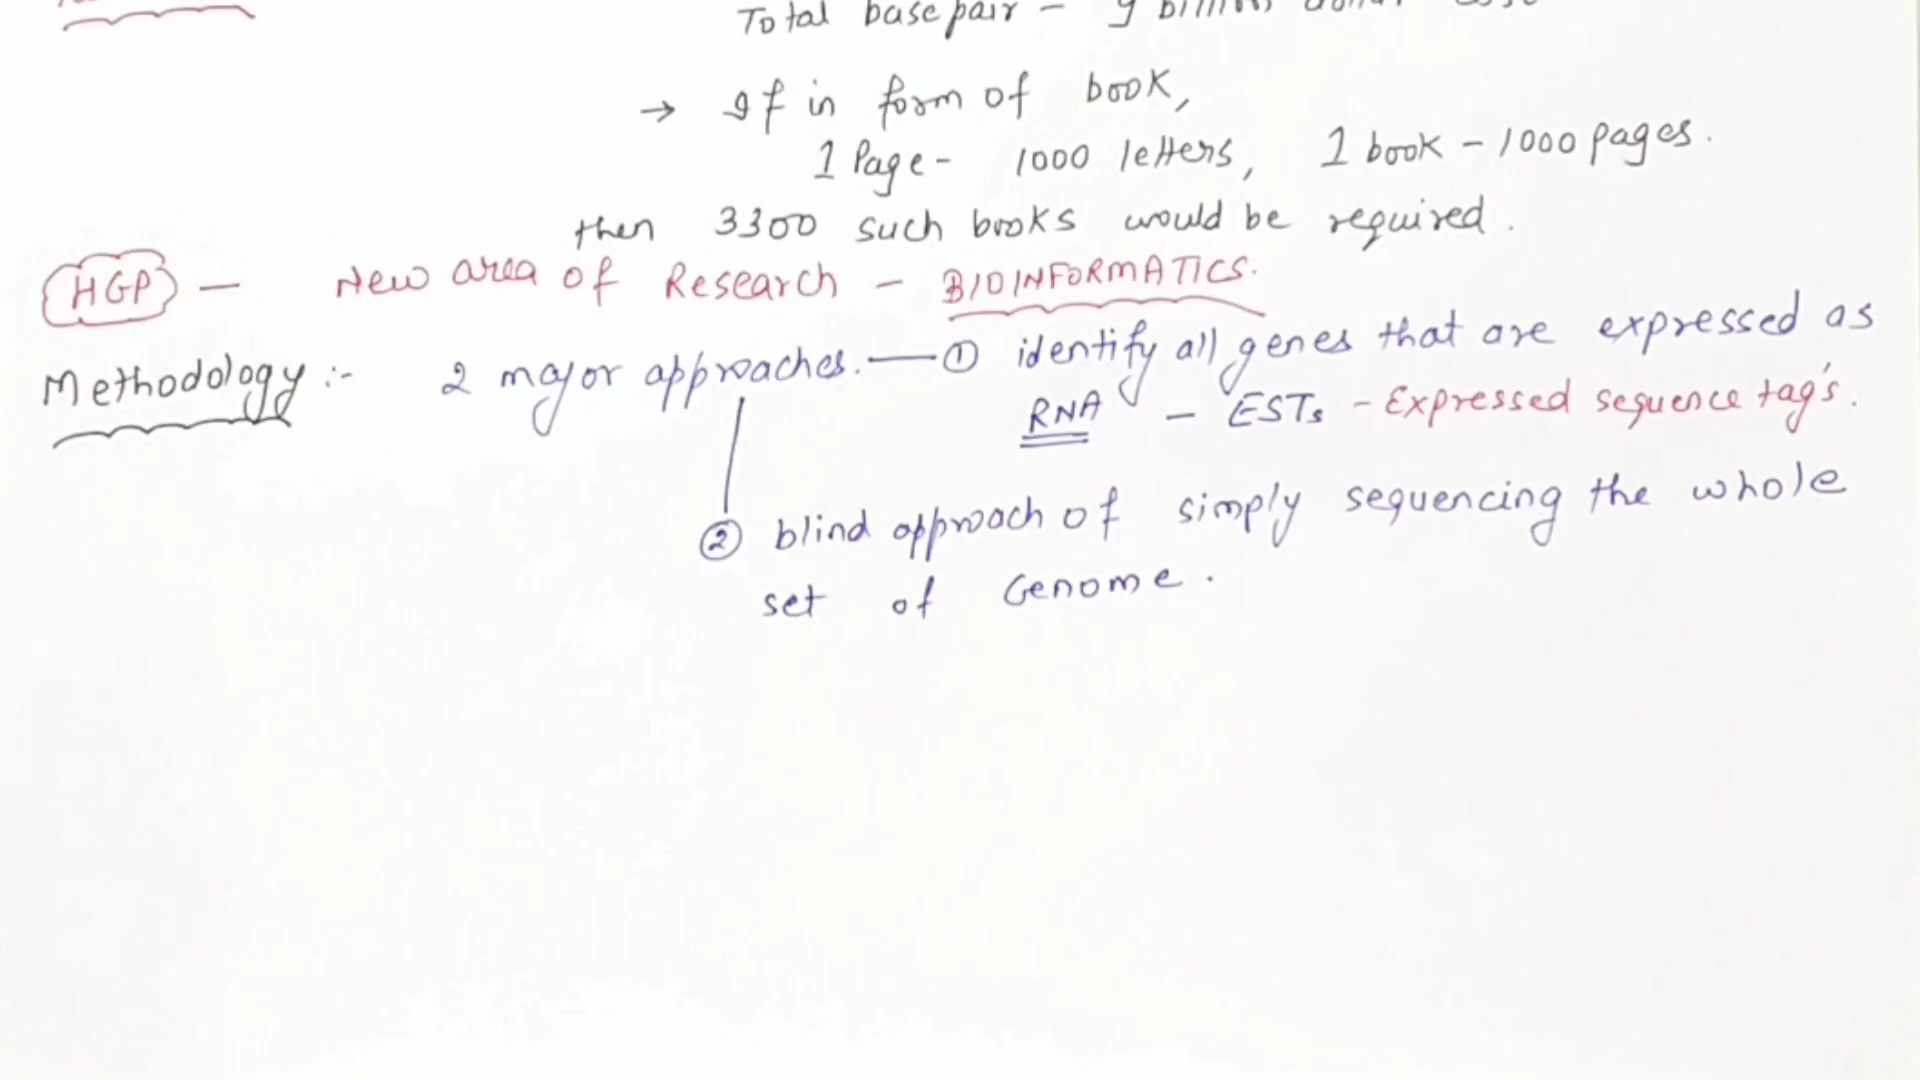 Total base pair - 9 billion dollar
→ If in form of book,
1 Page - 1000 letters, 1 book - 1000 pages.
then 3300 such books would be required.
HGP - New area of Research - BIOINFORMATICS.
Methodology :- 2 major approaches. — ① identify all genes that are expressed as
RNA - ESTs - Expressed sequence tag's.
② blind approach of simply sequencing the whole
set of Genome.